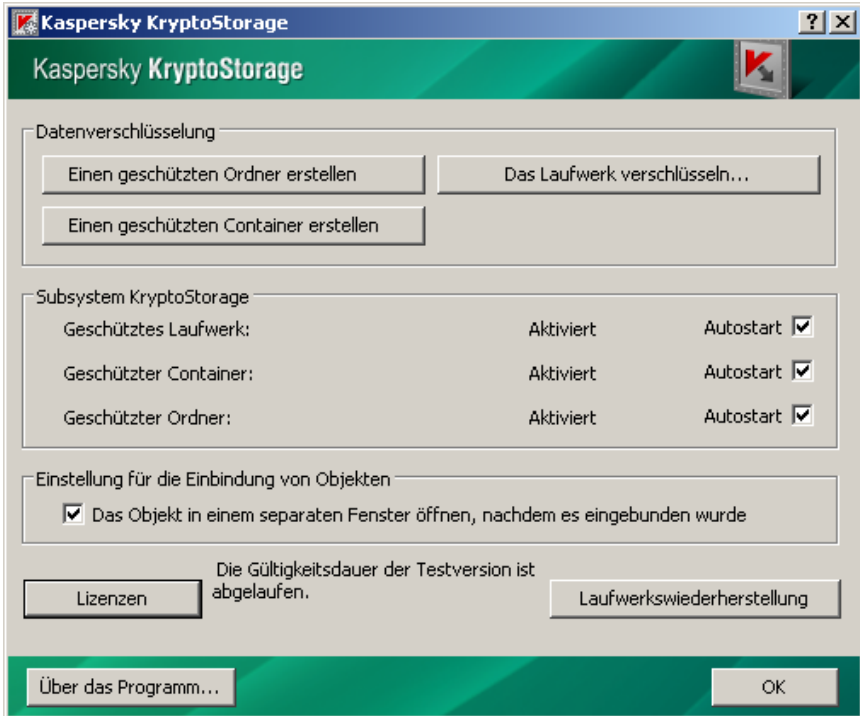 Kaspersky KryptoStorage
Kaspersky KryptoStorage
Datenverschlüsselung
Einen geschützten Ordner erstellen
Das Laufwerk verschlüsseln...
Einen geschützten Container erstellen
Subsystem KryptoStorage
Geschütztes Laufwerk: Aktiviert Autostart
Geschützter Container: Aktiviert Autostart
Geschützter Ordner: Aktiviert Autostart
Einstellung für die Einbindung von Objekten
Das Objekt in einem separaten Fenster öffnen, nachdem es eingebunden wurde
Lizenzen
Die Gültigkeitsdauer der Testversion ist
abgelaufen.
Laufwerkswiederherstellung
Über das Programm...
OK